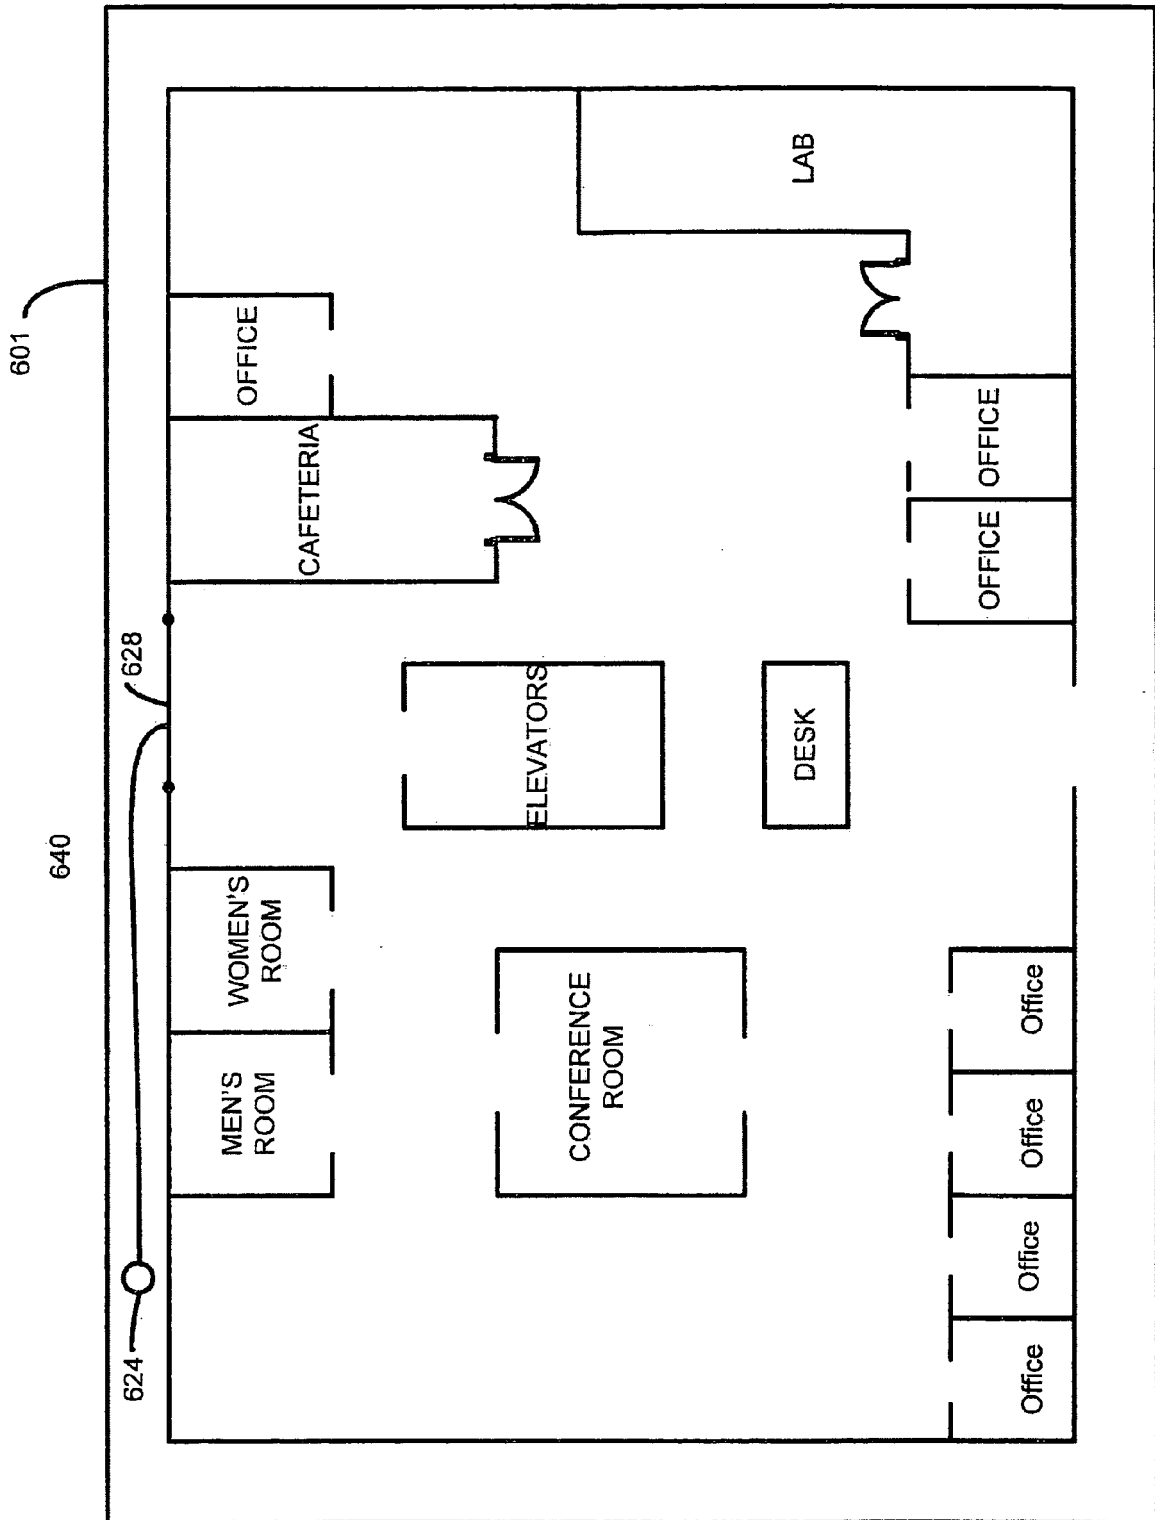 601
640
624
628
MEN'S
ROOM
WOMEN'S
ROOM
CAFETERIA
OFFICE
CONFERENCE
ROOM
ELEVATORS
DESK
LAB
OFFICE
OFFICE
Office
Office
Office
Office